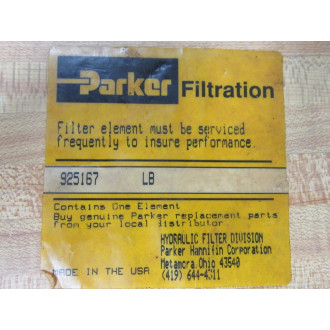 Parker Filtration
Filter element must be serviced
frequently to insure performance.
925167 LB
Contains One Element
Buy genuine Parker replacement parts
from your local distributor
HYDRAULIC FILTER DIVISION
Parker Hannifin Corporation
Metamora, Ohio 43540
(419) 644-4311
MADE IN THE USA